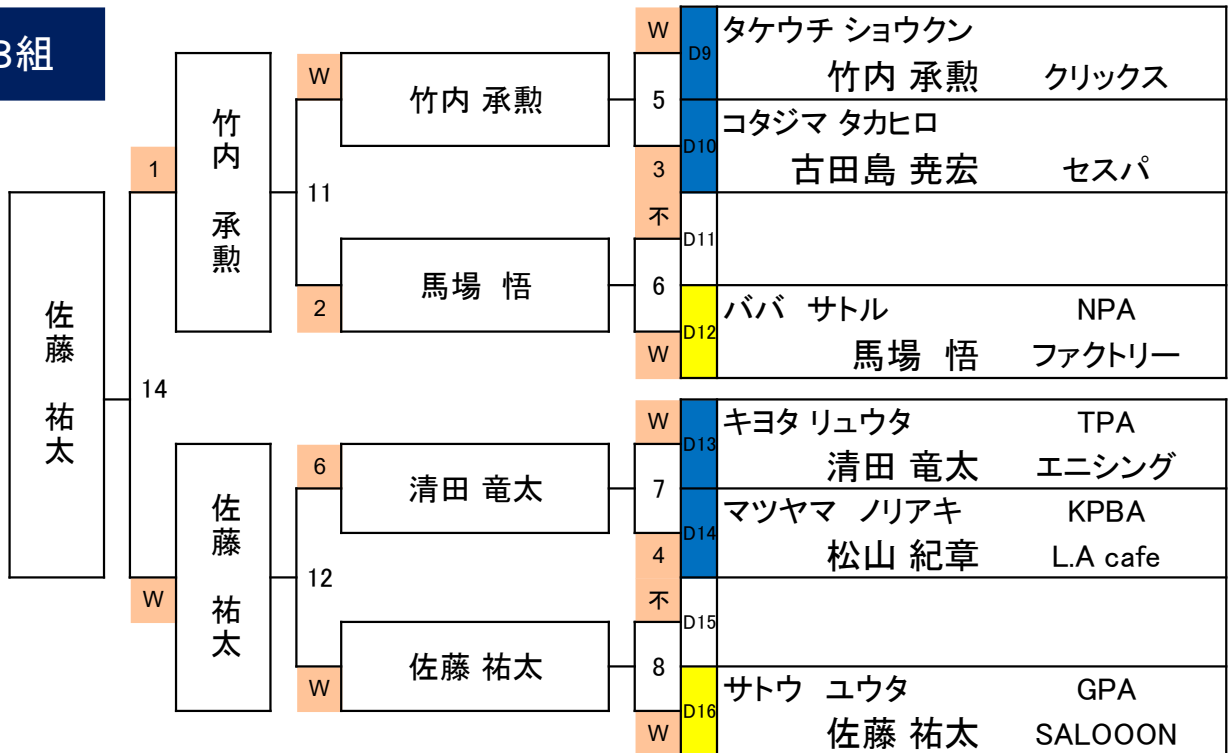 3組
佐藤 祐太
14
1
W
竹内 承勲
佐藤 祐太
11
12
W
2
6
W
竹内 承勲
馬場 悟
清田 竜太
佐藤 祐太
W
5
3
不
6
W
W
7
4
不
8
W
D9
タケウチ ショウクン
竹内 承勲 クリックス
D10
コタジマ タカヒロ
古田島 尭宏 セスパ
D11
D12
ババ サトル NPA
馬場 悟 ファクトリー
D13
キヨタ リュウタ TPA
清田 竜太 エニシング
D14
マツヤマ ノリアキ KPBA
松山 紀章 L.A cafe
D15
D16
サトウ ユウタ GPA
佐藤 祐太 SALOOON